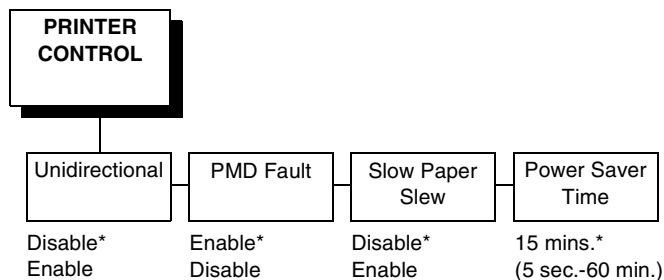 PRINTER
CONTROL
Unidirectional
PMD Fault
Slow Paper
Slew
Power Saver
Time
Disable*
Enable
Enable*
Disable
Disable*
Enable
15 mins.*
(5 sec.-60 min.)